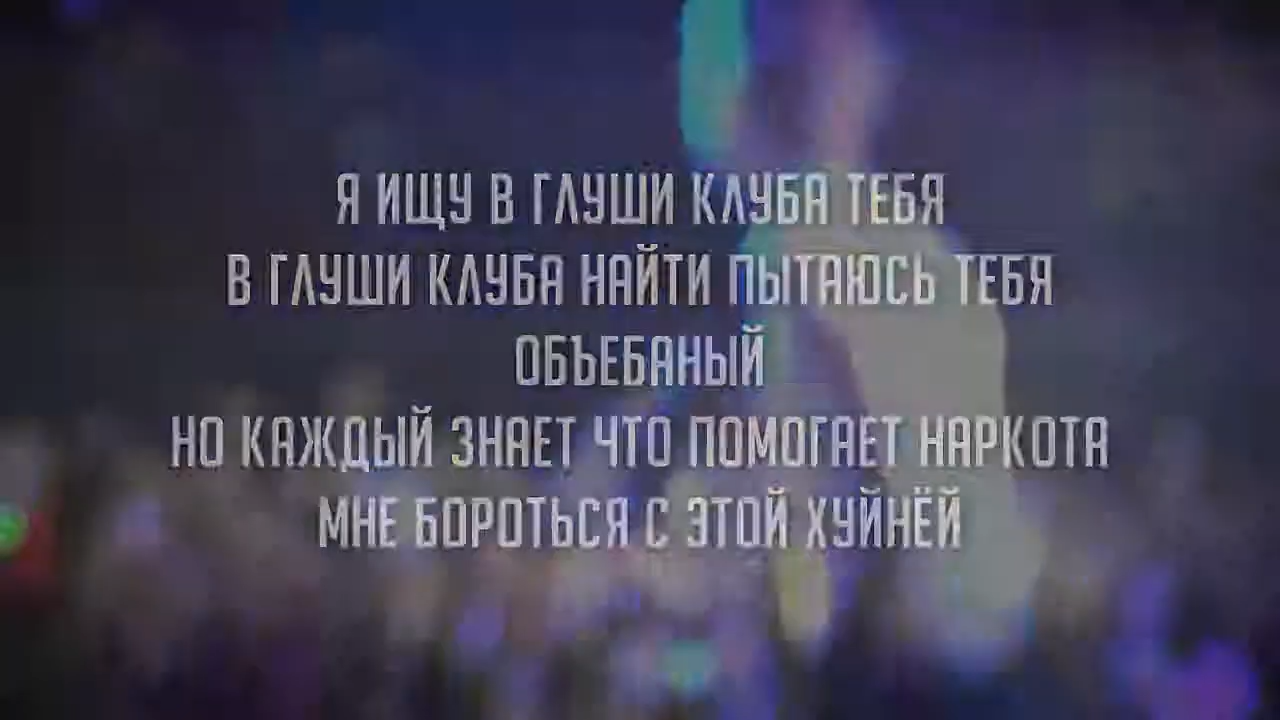 Я ИЩУ В ГЛУШИ КЛУБА ТЕБЯ
В ГЛУШИ КЛУБА НАЙТИ ПЫТАЮСЬ ТЕБЯ
ОБЪЕБАНЫЙ
НО КАЖДЫЙ ЗНАЕТ ЧТО ПОМОГАЕТ НАРКОТА
МНЕ БОРОТЬСЯ С ЭТОЙ ХУЙНЁЙ